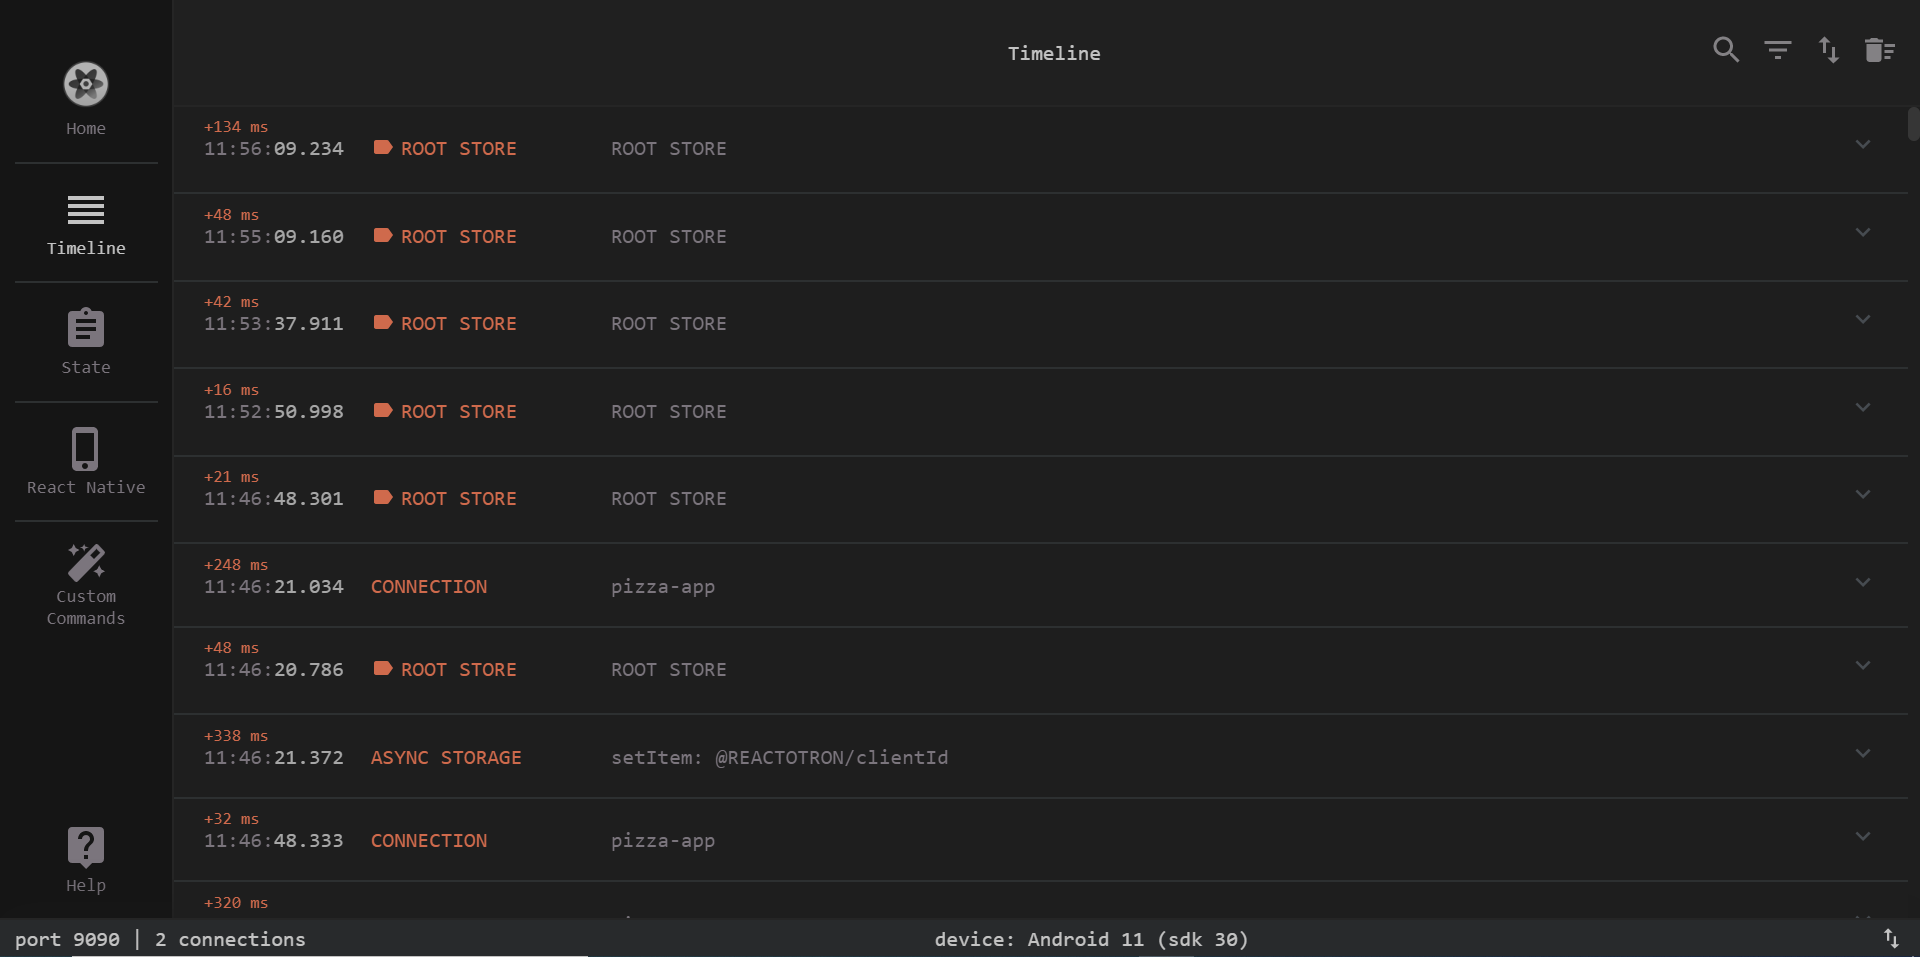 Timeline
Home
Timeline
State
React Native
Custom
Commands
Help
+134 ms
11:56:09.234 ROOT STORE ROOT STORE
+48 ms
11:55:09.160 ROOT STORE ROOT STORE
+42 ms
11:53:37.911 ROOT STORE ROOT STORE
+16 ms
11:52:50.998 ROOT STORE ROOT STORE
+21 ms
11:46:48.301 ROOT STORE ROOT STORE
+248 ms
11:46:21.034 CONNECTION pizza-app
+48 ms
11:46:20.786 ROOT STORE ROOT STORE
+338 ms
11:46:21.372 ASYNC STORAGE setItem: @REACTOTRON/clientId
+32 ms
11:46:48.333 CONNECTION pizza-app
+320 ms
port 9090 | 2 connections device: Android 11 (sdk 30)